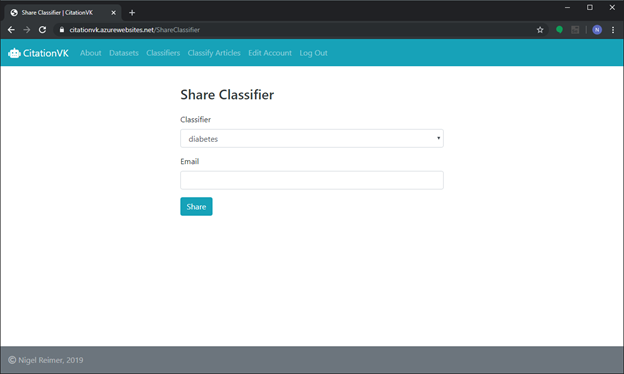 Share Classifier | CitationVK
citationvk.azurewebsites.net/ShareClassifier
N
CitationVK About Datasets Classifiers Classify Articles Edit Account Log Out
Share Classifier
Classifier
diabetes
Email
Share
© Nigel Reimer, 2019